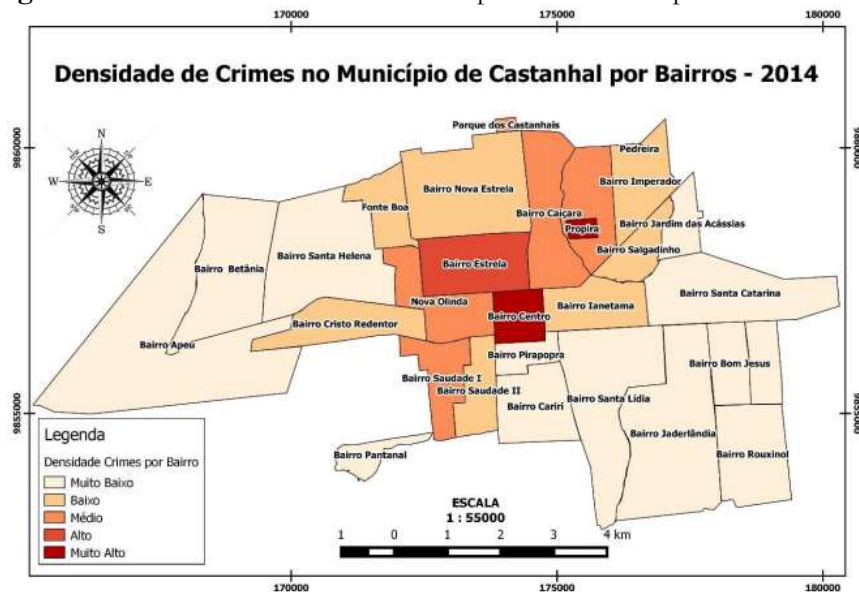 170000
175000
180000
Densidade de Crimes no Município de Castanhal por Bairros - 2014
9860000
9860000
N
W
E
S
Parque dos Castanhais
Pedreira
Bairro Nova Estrela
Bairro Imperador
Fonte Boa
Bairro Caiçara
Propira
Bairro Jardim das Acássias
Bairro Salgadinho
Bairro Santa Helena
Bairro Betânia
Bairro Estrela
Bairro Santa Catarina
Nova Olinda
Bairro Ianetama
Bairro Centro
Bairro Cristo Redentor
Bairro Apeú
Bairro Pirapopra
Bairro Bom Jesus
Bairro Saudade I
Bairro Saudade II
Bairro Santa Lídia
Bairro Cariri
9855000
9855000
Bairro Jaderlândia
Bairro Pantanal
Bairro Rouxinol
Legenda
Densidade Crimes por Bairro
Muito Baixo
Baixo
Médio
Alto
Muito Alto
ESCALA
1 : 55000
1 0 1 2 3 4 km
170000
175000
180000